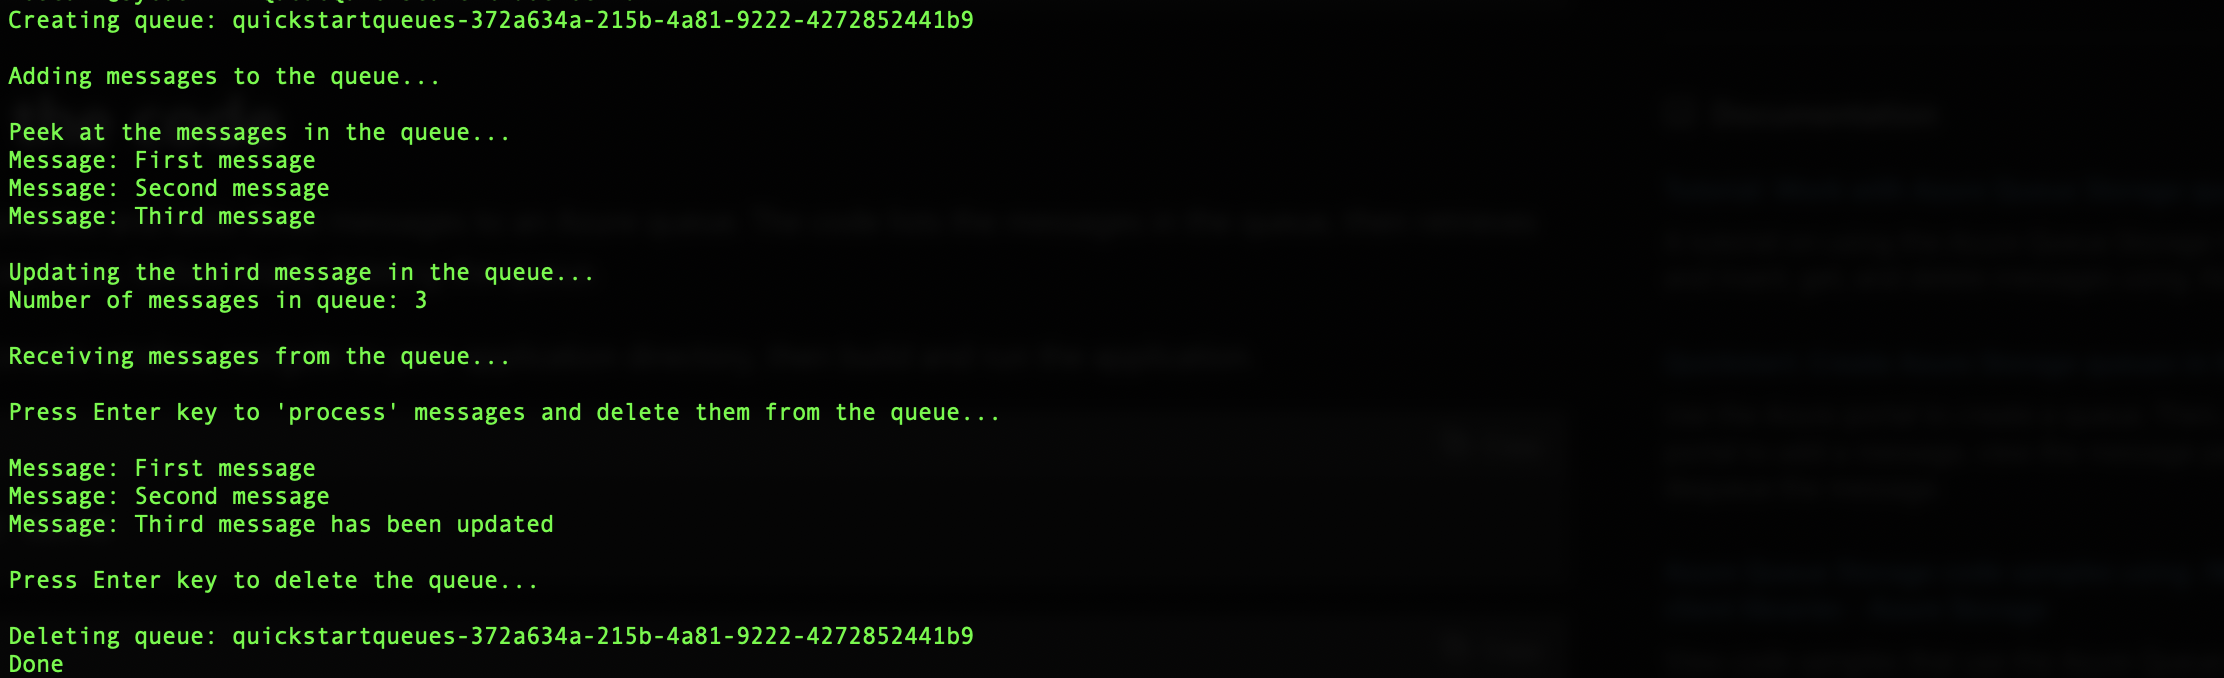 Creating queue: quickstartqueues-372a634a-215b-4a81-9222-4272852441b9
Adding messages to the queue...
Peek at the messages in the queue...
Message: First message
Message: Second message
Message: Third message
Updating the third message in the queue...
Number of messages in queue: 3
Receiving messages from the queue...
Press Enter key to 'process' messages and delete them from the queue...
Message: First message
Message: Second message
Message: Third message has been updated
Press Enter key to delete the queue...
Deleting queue: quickstartqueues-372a634a-215b-4a81-9222-4272852441b9
Done